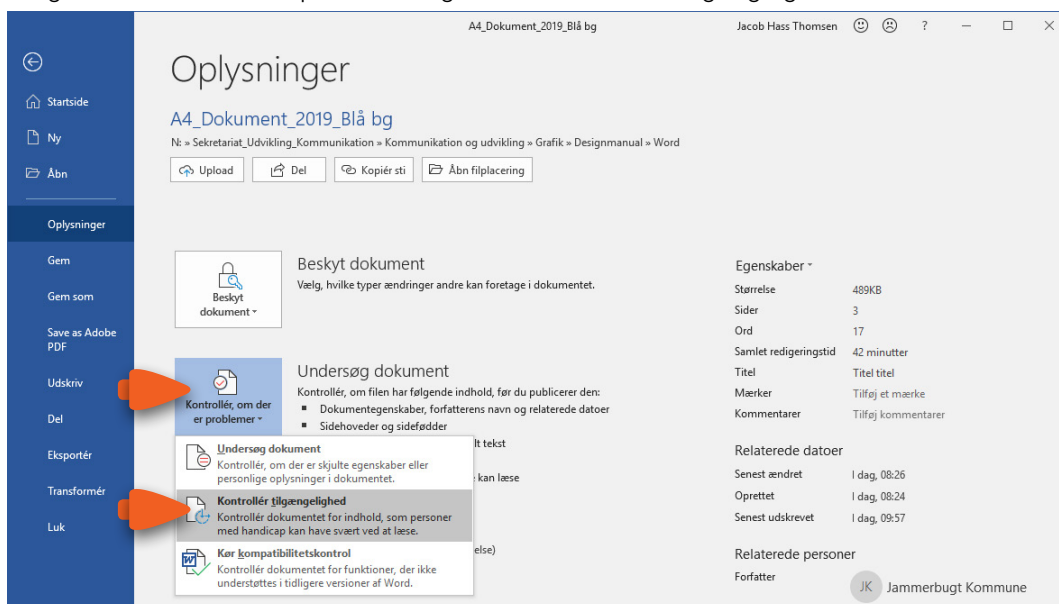 A4_Dokument_2019_Blå bg
Jacob Hass Thomsen
?
Startside
Ny
Åbn
Oplysninger
Gem
Gem som
Save as Adobe
PDF
Udskriv
Del
Eksportér
Transformér
Luk
Oplysninger
A4_Dokument_2019_Blå bg
N: » Sekretariat_Udvikling_Kommunikation » Kommunikation og udvikling » Grafik » Designmanual » Word
Upload
Del
Kopiér sti
Åbn filplacering
Beskyt
dokument
Beskyt dokument
Vælg, hvilke typer ændringer andre kan foretage i dokumentet.
Kontrollér, om der
er problemer
Undersøg dokument
Kontrollér, om filen har følgende indhold, før du publicerer den:
Dokumentegenskaber, forfatterens navn og relaterede datoer
Sidehoveder og sidefødder
lt tekst
kan læse
else)
Undersøg dokument
Kontrollér, om der er skjulte egenskaber eller
personlige oplysninger i dokumentet.
Kontrollér tilgængelighed
Kontrollér dokumentet for indhold, som personer
med handicap kan have svært ved at læse.
Kør kompatibilitetskontrol
Kontrollér dokumentet for funktioner, der ikke
understøttes i tidligere versioner af Word.
Egenskaber
Størrelse 489KB
Sider 3
Ord 17
Samlet redigeringstid 42 minutter
Titel Titel titel
Mærker Tilføj et mærke
Kommentarer Tilføj kommentarer
Relaterede datoer
Senest ændret I dag, 08:26
Oprettet I dag, 08:24
Senest udskrevet I dag, 09:57
Relaterede personer
Forfatter
JK Jammerbugt Kommune